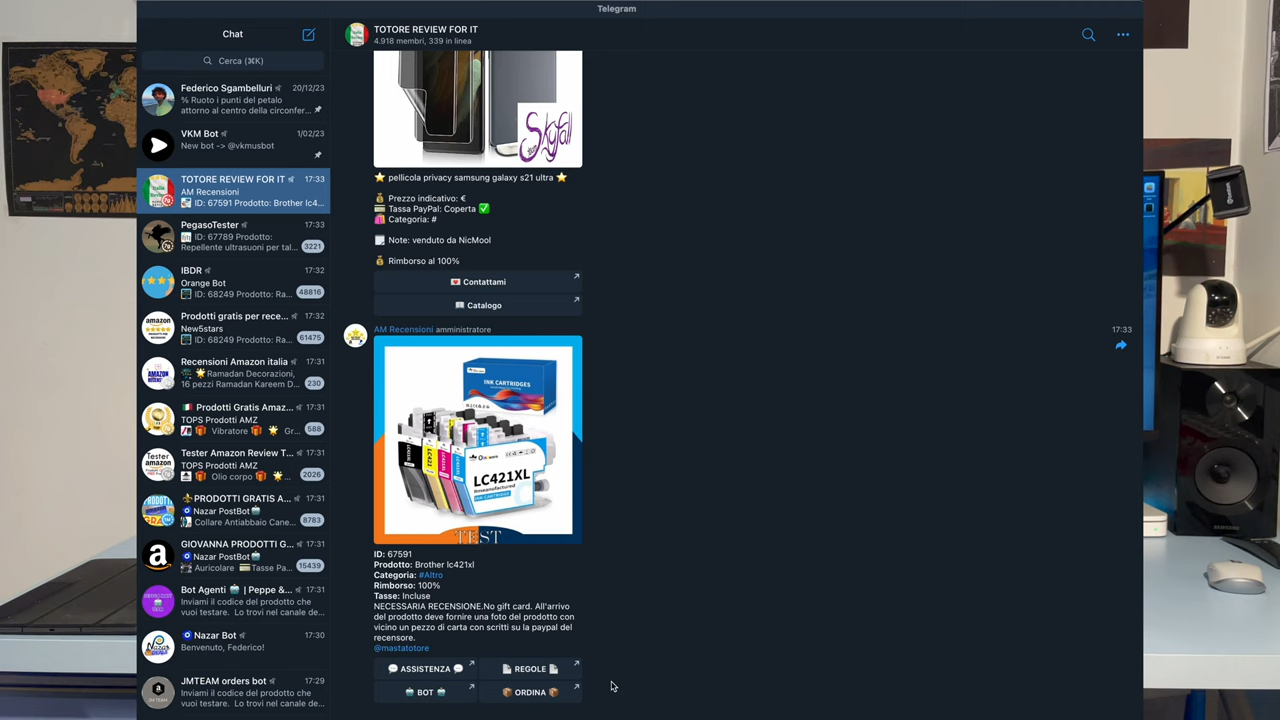 Telegram
Chat
Cerca (⌘K)
Federico Sgambelluri 20/12/23
% Ruoto i punti del petalo
attorno al centro della circonfer...
VKM Bot 1/02/23
New bot -> @vkmusbot
TOTORE REVIEW FOR IT 17:33
AM Recensioni
ID: 67591 Prodotto: Brother lc4...
PegasoTester 17:33
ID: 67789 Prodotto:
Repellente ultrasuoni per tal... 3221
IBDR 17:32
Orange Bot
ID: 68249 Prodotto: Ra... 48816
Prodotti gratis per rece... 17:32
New5stars
ID: 68249 Prodotto: Ra... 61475
Recensioni Amazon italia 17:31
Ramadan Decorazioni,
16 pezzi Ramadan Kareem D... 230
Prodotti Gratis Amaz... 17:31
TOPS Prodotti AMZ
Vibratore Gr... 588
Tester Amazon Review T... 17:31
TOPS Prodotti AMZ
Olio corpo 2026
PRODOTTI GRATIS A... 17:31
Nazar PostBot
Collare Antiabbaio Cane... 8783
GIOVANNA PRODOTTI G... 17:31
Nazar PostBot
Auricolare Tasse Pa... 15439
Bot Agenti | Peppe &... 17:31
Inviami il codice del prodotto che
vuoi testare. Lo trovi nel canale de...
Nazar Bot 17:30
Benvenuto, Federico!
JMTEAM orders bot 17:29
Inviami il codice del prodotto che
vuoi testare. Lo trovi nel canale de...
TOTORE REVIEW FOR IT
4.918 membri, 339 in linea
Skyfall
⭐ pellicola privacy samsung galaxy s21 ultra ⭐
💰 Prezzo indicativo: €
💳 Tassa PayPal: Coperta ✅
🛍 Categoria: #
🗒 Note: venduto da NicMool
💰 Rimborso al 100%
💌 Contattami
📖 Catalogo
AM Recensioni amministratore 17:33
INK CARTRIDGES
LC421XL
Remanufactured
INK CARTRIDGES
TEST
ID: 67591
Prodotto: Brother lc421xl
Categoria: #Altro
Rimborso: 100%
Tasse: Incluse
NECESSARIA RECENSIONE.No gift card. All'arrivo
del prodotto deve fornire una foto del prodotto con
vicino un pezzo di carta con scritti su la paypal del
recensore.
@mastatotore
💬 ASSISTENZA 💬 📄 REGOLE 📄
🤖 BOT 🤖 📦 ORDINA 📦
SAMSUNG